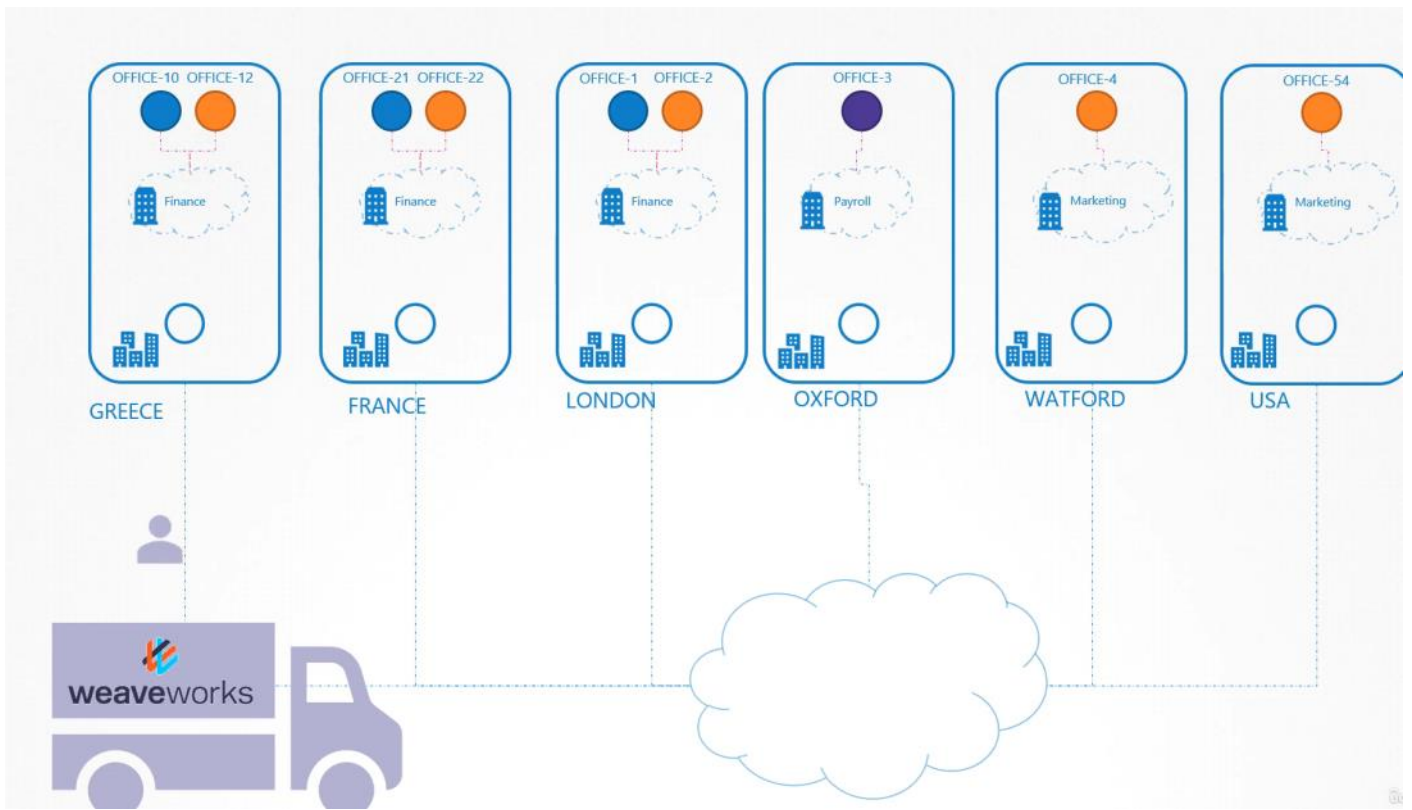 OFFICE-10 OFFICE-12
Finance
GREECE
OFFICE-21 OFFICE-22
Finance
FRANCE
OFFICE-1 OFFICE-2
Finance
LONDON
OFFICE-3
Payroll
OXFORD
OFFICE-4
Marketing
WATFORD
OFFICE-54
Marketing
USA
weaveworks